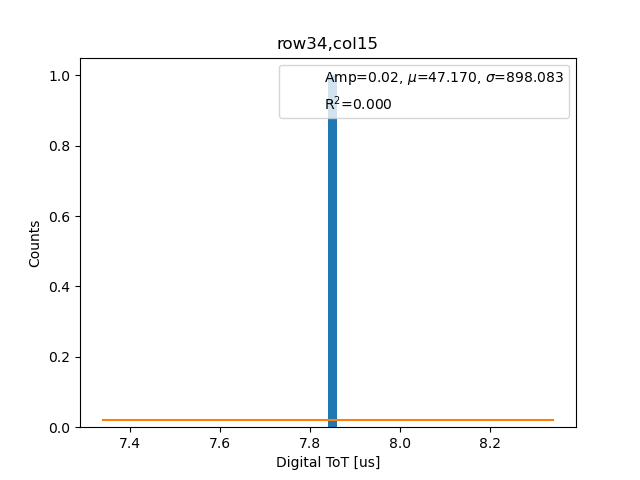 row34,col15
Amp=0.02, μ=47.170, σ=898.083
R²=0.000
Counts
1.0
0.8
0.6
0.4
0.2
0.0
7.4 7.6 7.8 8.0 8.2
Digital ToT [us]